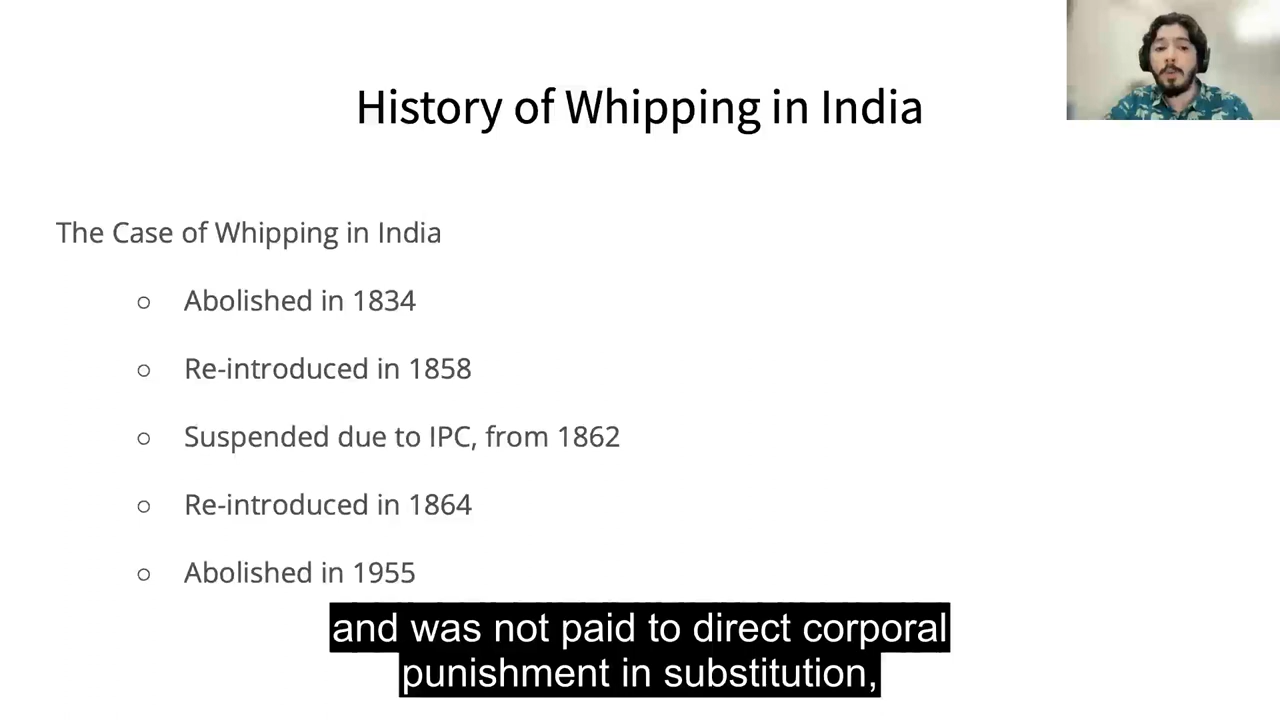 History of Whipping in India
The Case of Whipping in India
○ Abolished in 1834
○ Re-introduced in 1858
○ Suspended due to IPC, from 1862
○ Re-introduced in 1864
○ Abolished in 1955
and was not paid to direct corporal
punishment in substitution,